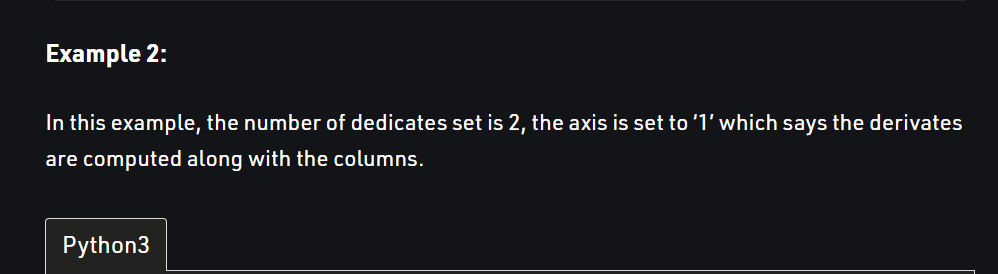 Example 2:
In this example, the number of dedicates set is 2, the axis is set to ‘1’ which says the derivates
are computed along with the columns.
Python3